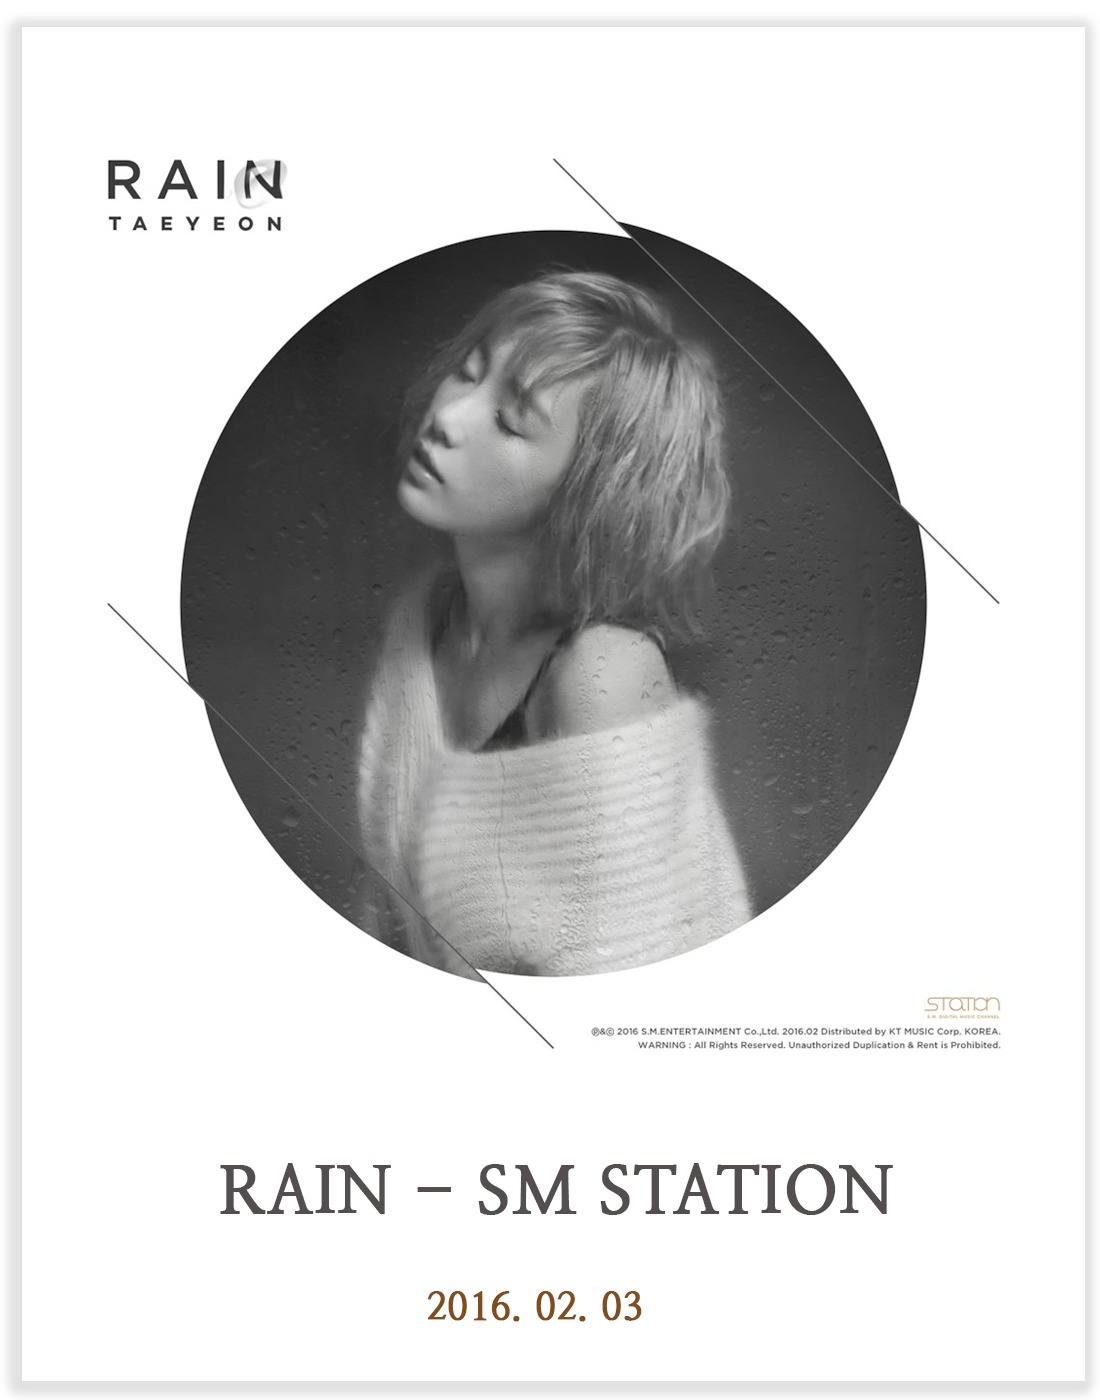 RAIN
TAEYEON
STATION
S.M. DIGITAL MUSIC CHANNEL
℗&© 2016 S.M.ENTERTAINMENT Co.,Ltd. 2016.02 Distributed by KT MUSIC Corp. KOREA.
WARNING : All Rights Reserved. Unauthorized Duplication & Rent is Prohibited.
RAIN - SM STATION
2016. 02. 03